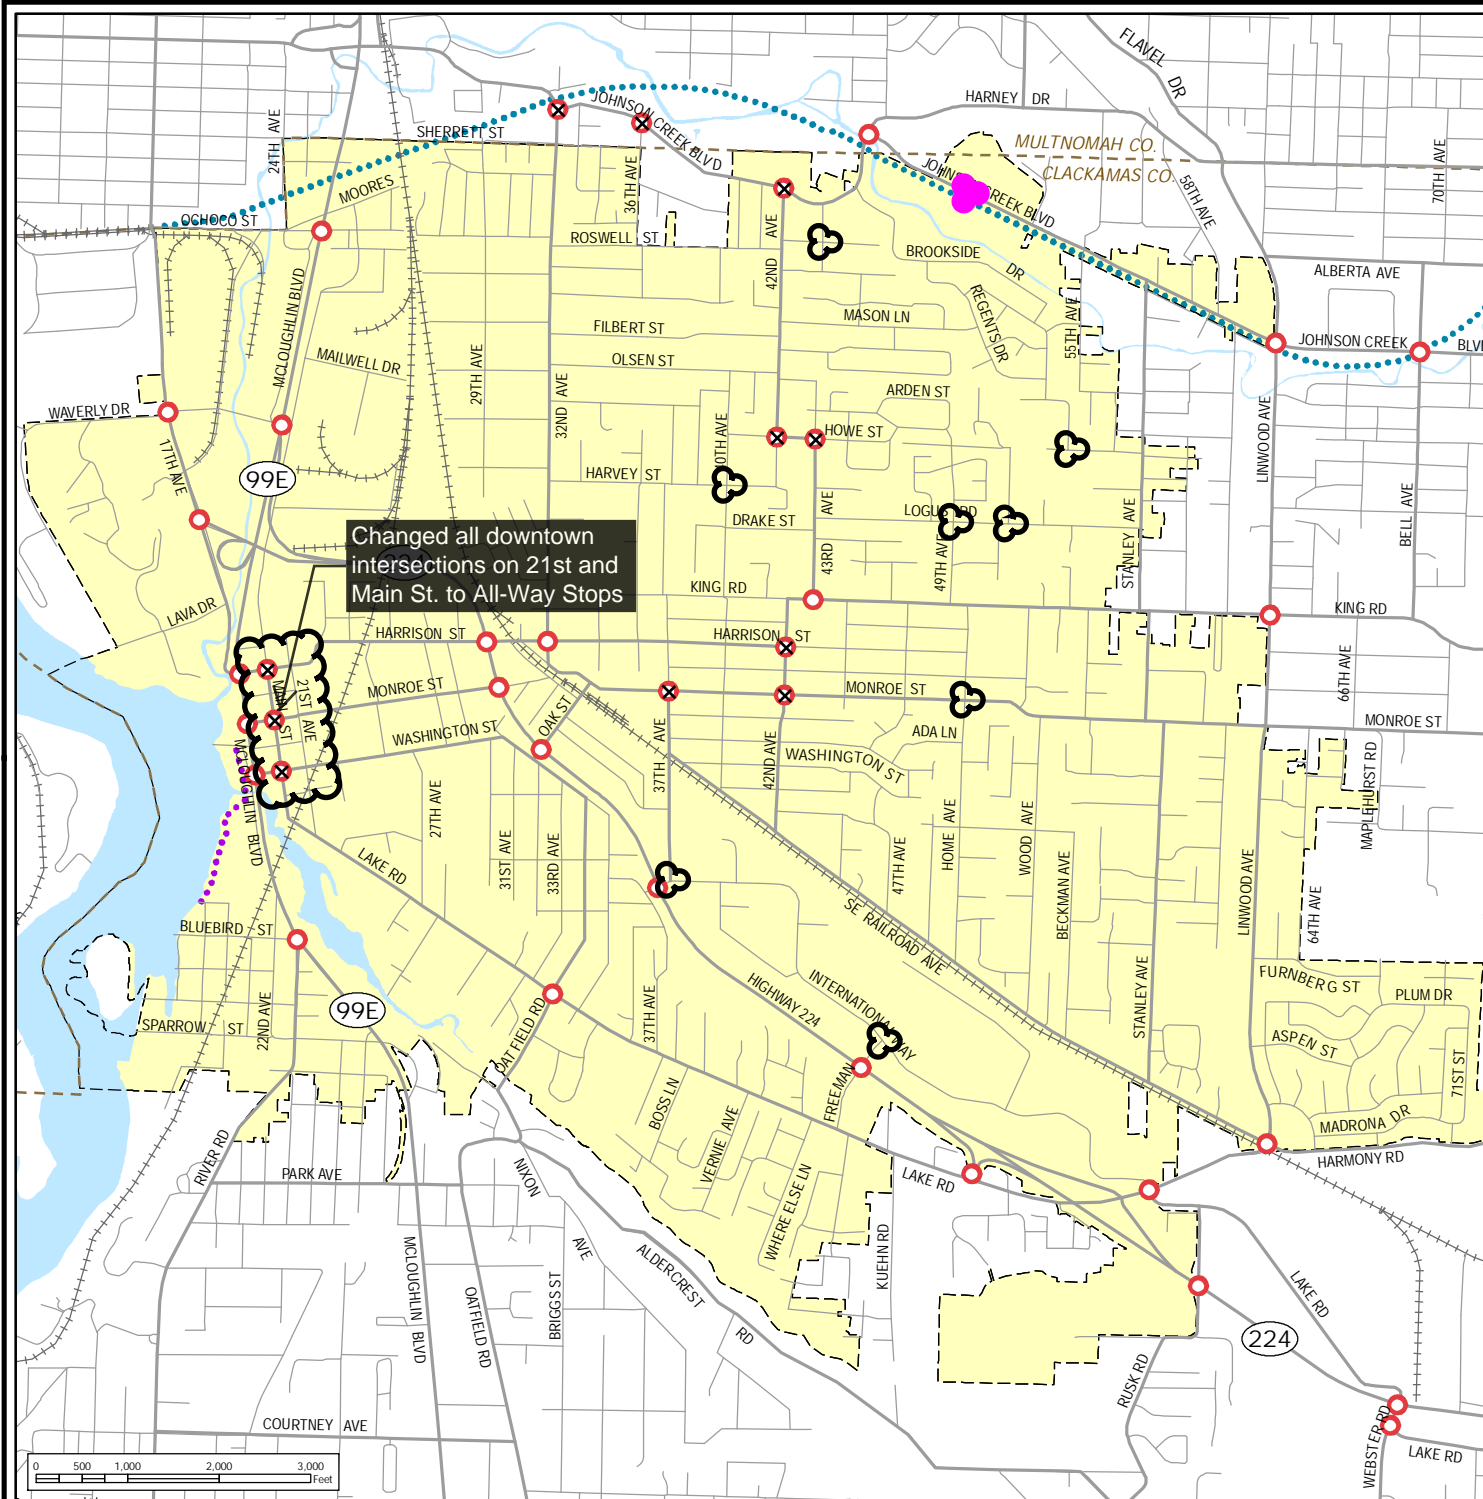 FLAVEL DR
HARNEY DR
JOHNSON CREEK BLVD
24TH AVE
SHERRETT ST
MULTNOMAH CO.
CLACKAMAS CO.
70TH AVE
36TH AVE
MOORES
58TH AVE
OCHOCO ST
JOHNSON CREEK BLVD
ROSWELL ST
42ND AVE
BROOKSIDE DR
ALBERTA AVE
MCLOUGHLIN BLVD
REGENTS DR
55TH AVE
MASON LN
FILBERT ST
JOHNSON CREEK BLVD
MAILWELL DR
29TH AVE
OLSEN ST
32ND AVE
ARDEN ST
WAVERLY DR
LINWOOD AVE
HOWE ST
17TH AVE
99E
HARVEY ST
DRAKE ST
43RD AVE
STANLEY AVE
BELL AVE
Changed all downtown
intersections on 21st and
Main St. to All-Way Stops
49TH AVE
KING RD
LAVA DR
KING RD
HARRISON ST
HARRISON ST
66TH AVE
MAIN ST
21ST AVE
MONROE ST
MONROE ST
OAK ST
MONROE ST
WASHINGTON ST
ADA LN
37TH AVE
42ND AVE
WASHINGTON ST
MAPLEHURST RD
MCLOUGHLIN BLVD
27TH AVE
31ST AVE
33RD AVE
LAKE RD
47TH AVE
HOME AVE
WOOD AVE
BECKMAN AVE
LINWOOD AVE
64TH AVE
SE RAILROAD AVE
BLUEBIRD ST
FURNBERG ST
PLUM DR
HIGHWAY 224
STANLEY AVE
22ND AVE
99E
37TH AVE
SPARROW ST
ASPEN ST
71ST ST
FREEMAN
BOSS LN
VERNIE AVE
MADRONA DR
RIVER RD
PARK AVE
NIXON AVE
LAKE RD
HARMONY RD
WHERE ELSE LN
KUEHN RD
MCLOUGHLIN BLVD
OATFIELD RD
BRIGGS ST
ALDERCREST RD
LAKE RD
224
RUSK RD
COURTNEY AVE
WEBSTER RD
LAKE RD
0 500 1,000 2,000 3,000
Feet